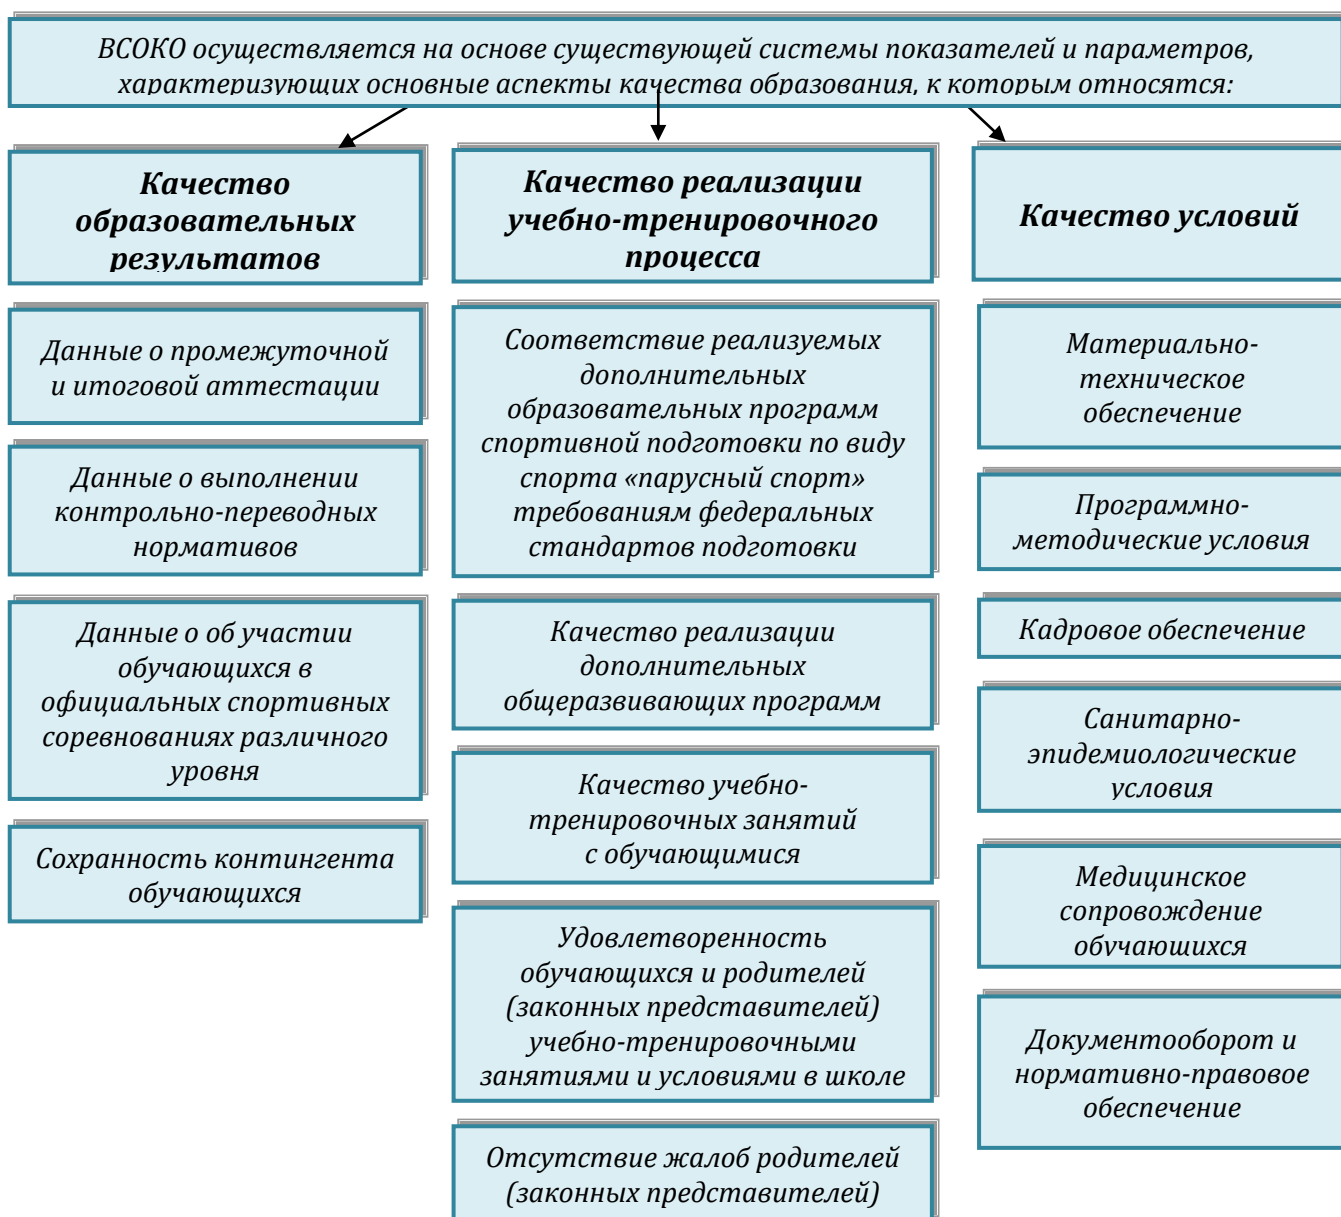 ВСОКО осуществляется на основе существующей системы показателей и параметров,
характеризующих основные аспекты качества образования, к которым относятся:
Качество
образовательных
результатов
Данные о промежуточной
и итоговой аттестации
Данные о выполнении
контрольно-переводных
нормативов
Данные о об участии
обучающихся в
официальных спортивных
соревнованиях различного
уровня
Сохранность контингента
обучающихся
Качество реализации
учебно-тренировочного
процесса
Соответствие реализуемых
дополнительных
образовательных программ
спортивной подготовки по виду
спорта «парусный спорт»
требованиям федеральных
стандартов подготовки
Качество реализации
дополнительных
общеразвивающих программ
Качество учебно-
тренировочных занятий
с обучающимися
Удовлетворенность
обучающихся и родителей
(законных представителей)
учебно-тренировочными
занятиями и условиями в школе
Отсутствие жалоб родителей
(законных представителей)
Качество условий
Материально-
техническое
обеспечение
Программно-
методические условия
Кадровое обеспечение
Санитарно-
эпидемиологические
условия
Медицинское
сопровождение
обучающихся
Документооборот и
нормативно-правовое
обеспечение